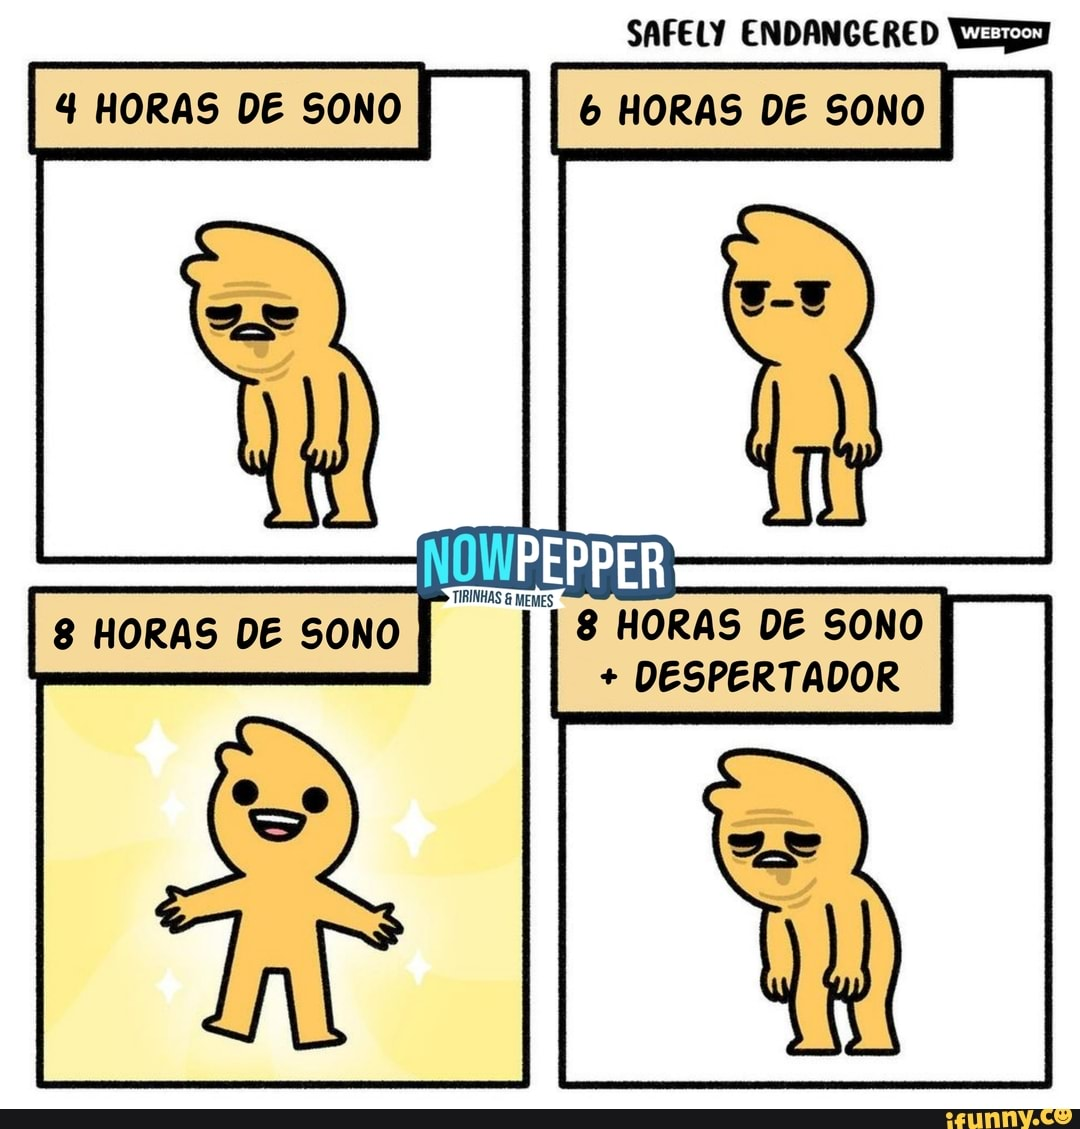 SAFELY ENDANGERED WEBTOON
4 HORAS DE SONO
6 HORAS DE SONO
NOWPEPPER
TIRINHAS & MEMES
8 HORAS DE SONO
8 HORAS DE SONO
+ DESPERTADOR
ifunny.co